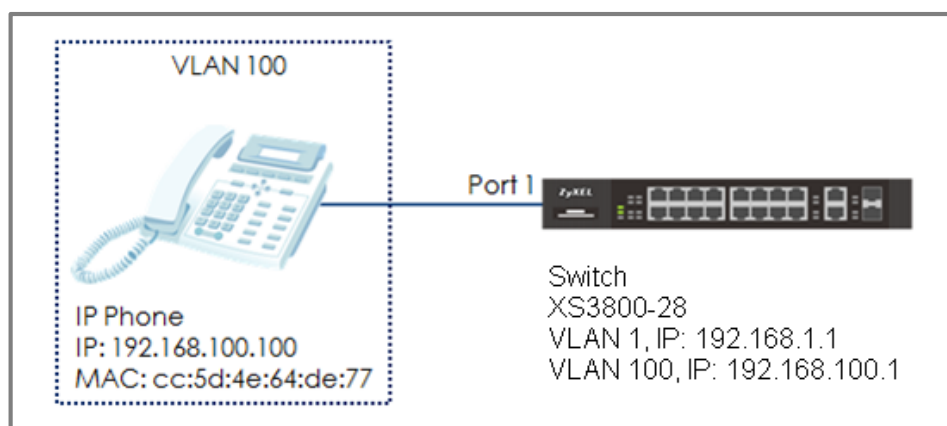 VLAN 100
Port 1
ZyXEL
IP Phone
IP: 192.168.100.100
MAC: cc:5d:4e:64:de:77
Switch
XS3800-28
VLAN 1, IP: 192.168.1.1
VLAN 100, IP: 192.168.100.1